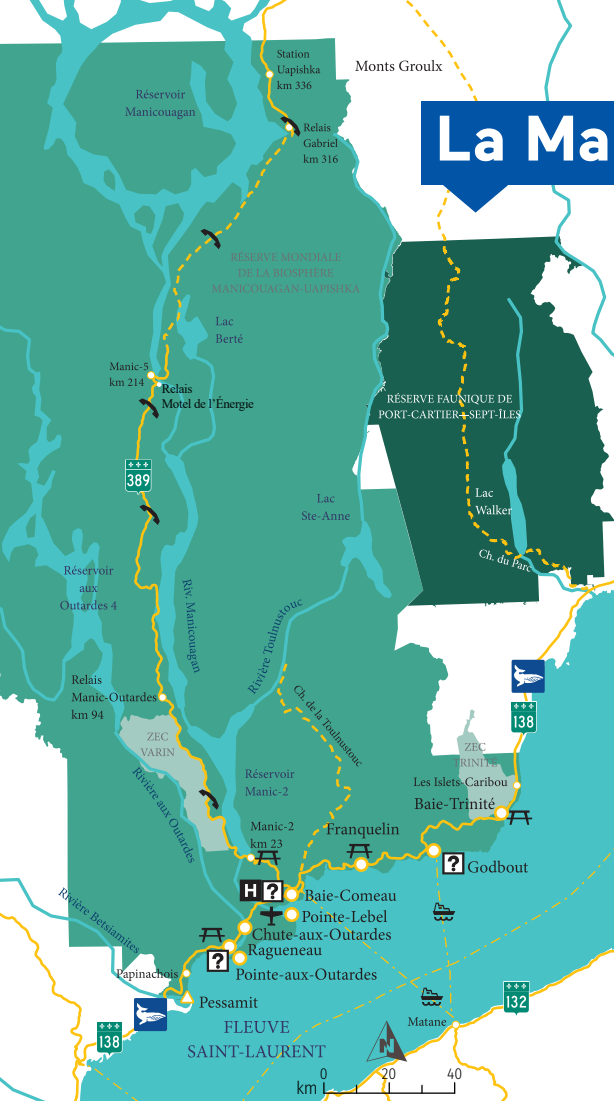 Station
Uapishka
km 336
Monts Groulx
Réservoir
Manicouagan
Relais
Gabriel
km 316
La Ma
RÉSERVE MONDIALE
DE LA BIOSPHÈRE
MANICOUAGAN-UAPISHKA
Lac
Berté
Manic-5
km 214
Relais
Motel de l'Énergie
RÉSERVE FAUNIQUE DE
PORT-CARTIER–SEPT-ÎLES
389
Lac
Walker
Lac
Ste-Anne
Ch. du Parc
Réservoir
aux
Outardes 4
Riv. Manicouagan
Rivière Toulnustouc
Relais
Manic-Outardes
km 94
Ch. de la Toulnustouc
138
ZEC
VARIN
ZEC
TRINITÉ
Rivière aux Outardes
Réservoir
Manic-2
Les Islets-Caribou
Baie-Trinité
Manic-2
km 23
Franquelin
?
Godbout
H
?
Baie-Comeau
Pointe-Lebel
Rivière Betsiamites
Chute-aux-Outardes
Ragueneau
?
Pointe-aux-Outardes
Papinachois
Pessamit
132
138
FLEUVE
SAINT-LAURENT
Matane
N
0 20 40
km